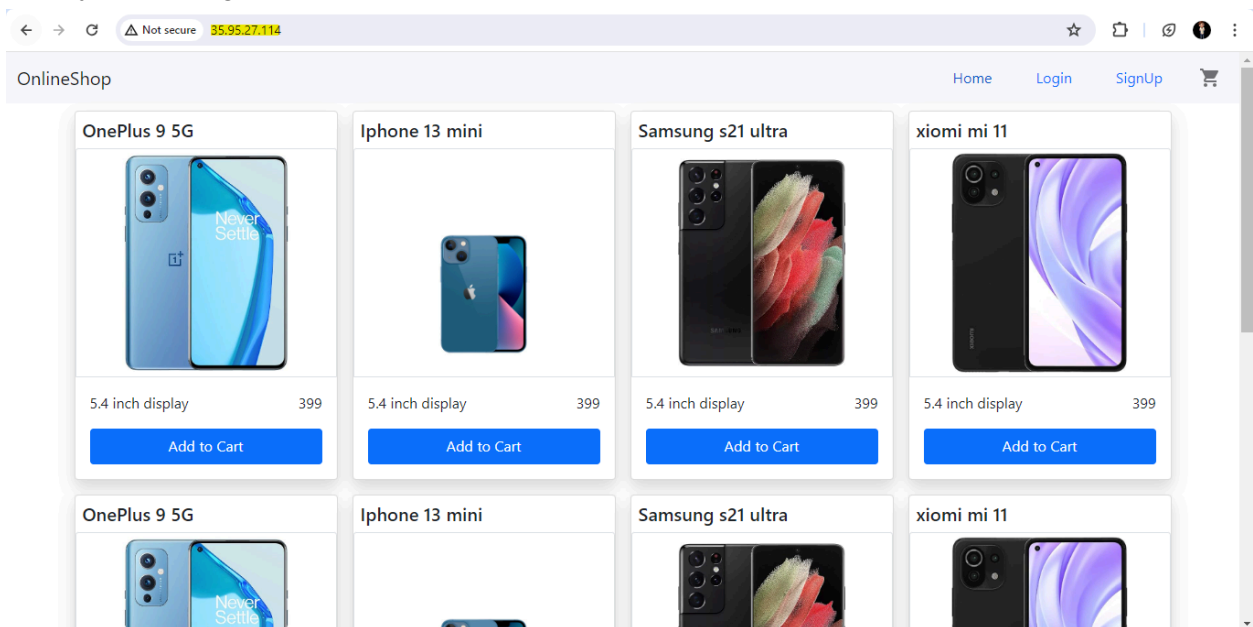 Not secure 35.95.27.114
OnlineShop Home Login SignUp
OnePlus 9 5G Iphone 13 mini Samsung s21 ultra xiomi mi 11
Never
Settle
SAMSUNG
XIAOMI
5.4 inch display 399 5.4 inch display 399 5.4 inch display 399 5.4 inch display 399
Add to Cart Add to Cart Add to Cart Add to Cart
OnePlus 9 5G Iphone 13 mini Samsung s21 ultra xiomi mi 11
Never
Settle